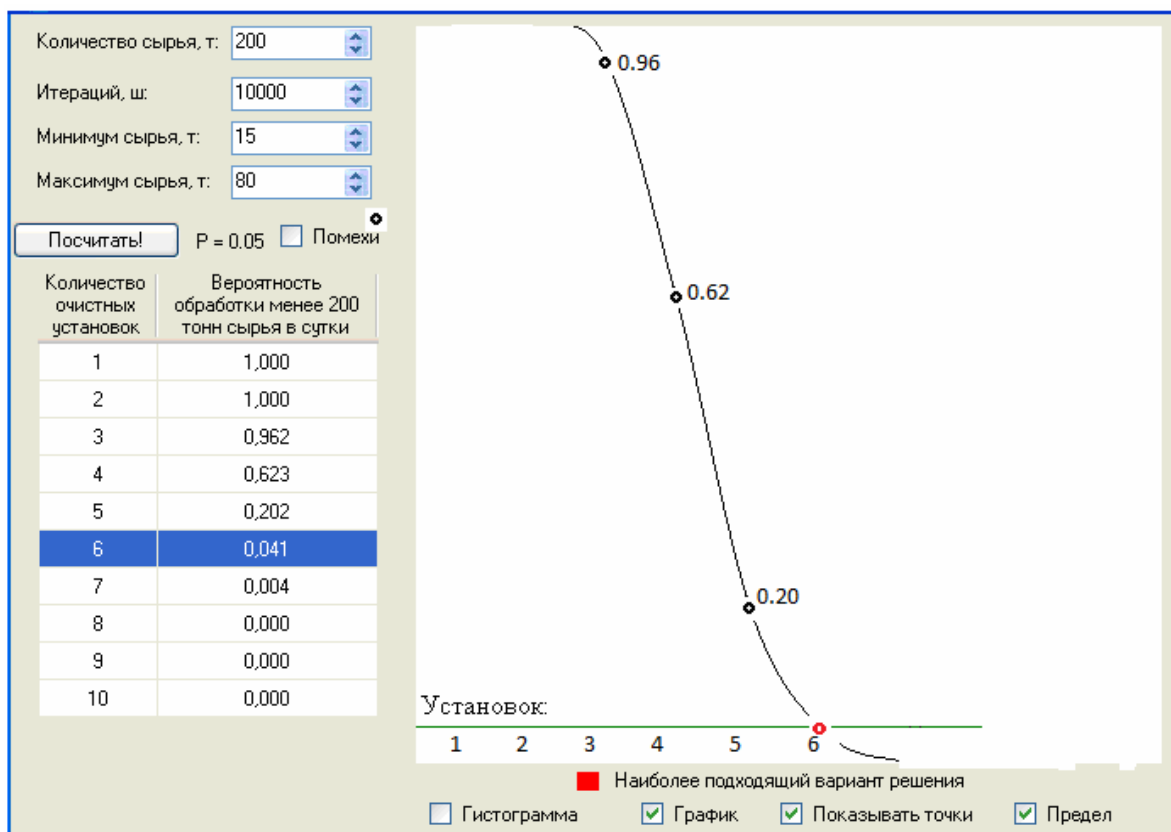 Количество сырья, т: 200
Итераций, ш: 10000
Минимум сырья, т: 15
Максимум сырья, т: 80
Посчитать! P = 0.05 Помехи
Количество очистных установок
Вероятность обработки менее 200 тонн сырья в сутки
1 1,000
2 1,000
3 0,962
4 0,623
5 0,202
6 0,041
7 0,004
8 0,000
9 0,000
10 0,000
0.96
0.62
0.20
Установок:
1 2 3 4 5 6
Наиболее подходящий вариант решения
Гистограмма График Показывать точки Предел